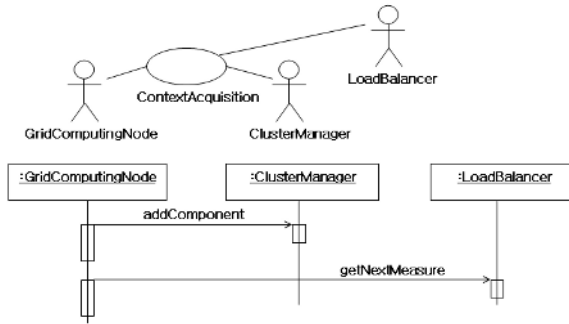 LoadBalancer
ContextAcquisition
GridComputingNode
ClusterManager
:GridComputingNode
:ClusterManager
:LoadBalancer
addComponent
getNextMeasure